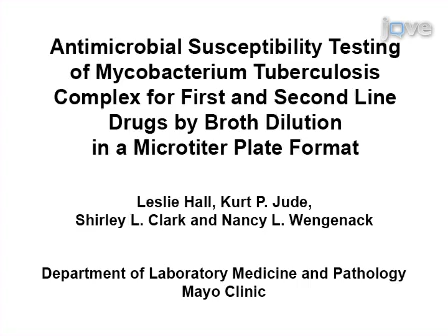 jove
Antimicrobial Susceptibility Testing
of Mycobacterium Tuberculosis
Complex for First and Second Line
Drugs by Broth Dilution
in a Microtiter Plate Format
Leslie Hall, Kurt P. Jude,
Shirley L. Clark and Nancy L. Wengenack
Department of Laboratory Medicine and Pathology
Mayo Clinic